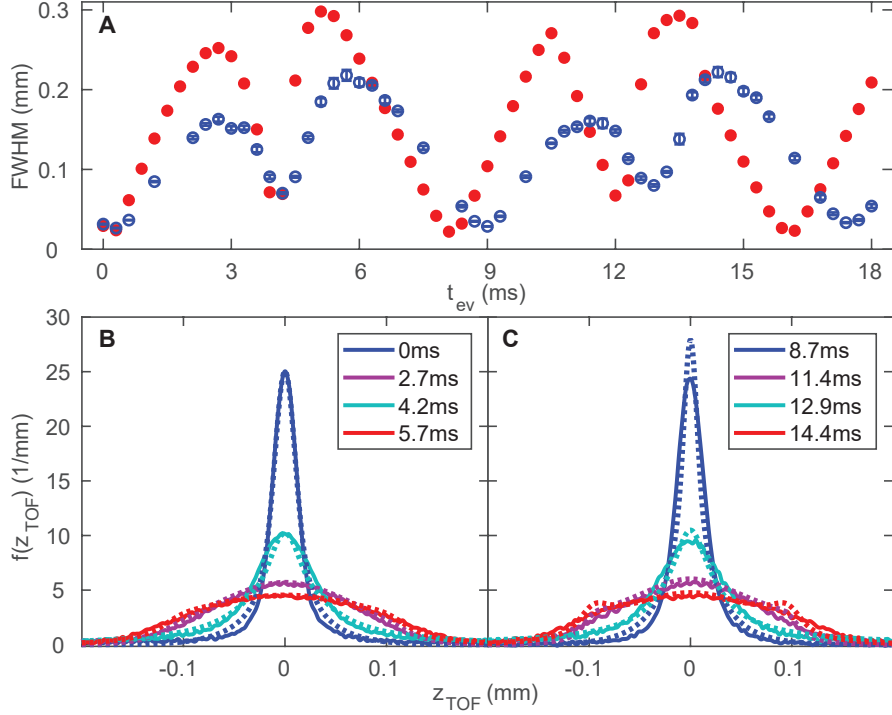 A
FWHM (mm)
0.3
0.2
0.1
0
0 3 6 9 12 15 18
t_ev (ms)
B
f(z_TOF) (1/mm)
30
25
20
15
10
5
0
0ms
2.7ms
4.2ms
5.7ms
-0.1 0 0.1
C
8.7ms
11.4ms
12.9ms
14.4ms
-0.1 0 0.1
z_TOF (mm)